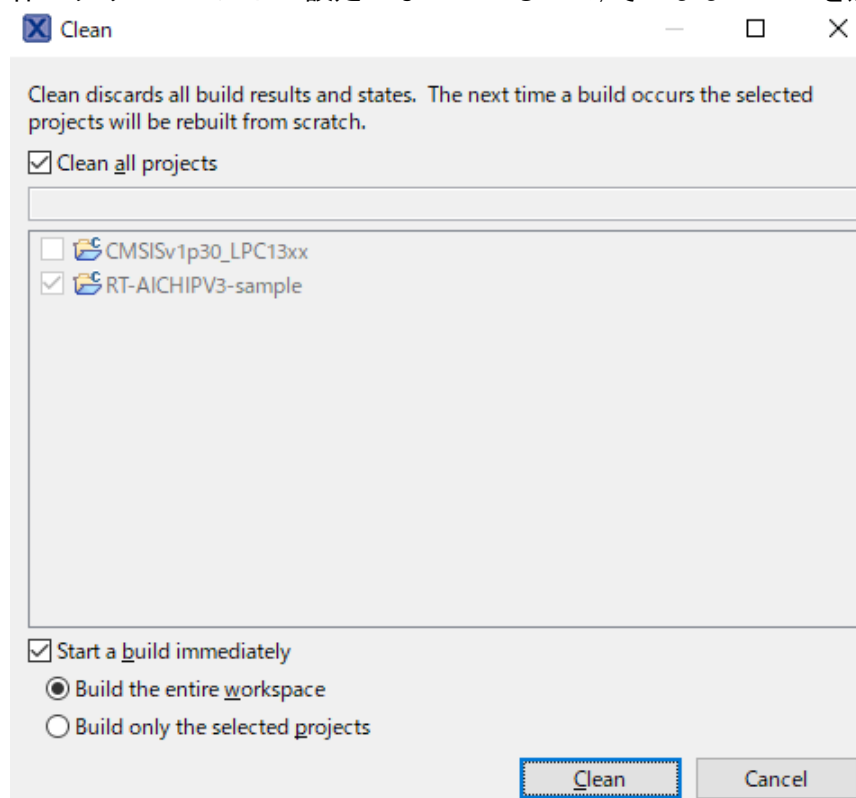 Clean
Clean discards all build results and states. The next time a build occurs the selected
projects will be rebuilt from scratch.
Clean all projects
CMSISv1p30_LPC13xx
RT-AICHIPV3-sample
Start a build immediately
Build the entire workspace
Build only the selected projects
Clean
Cancel